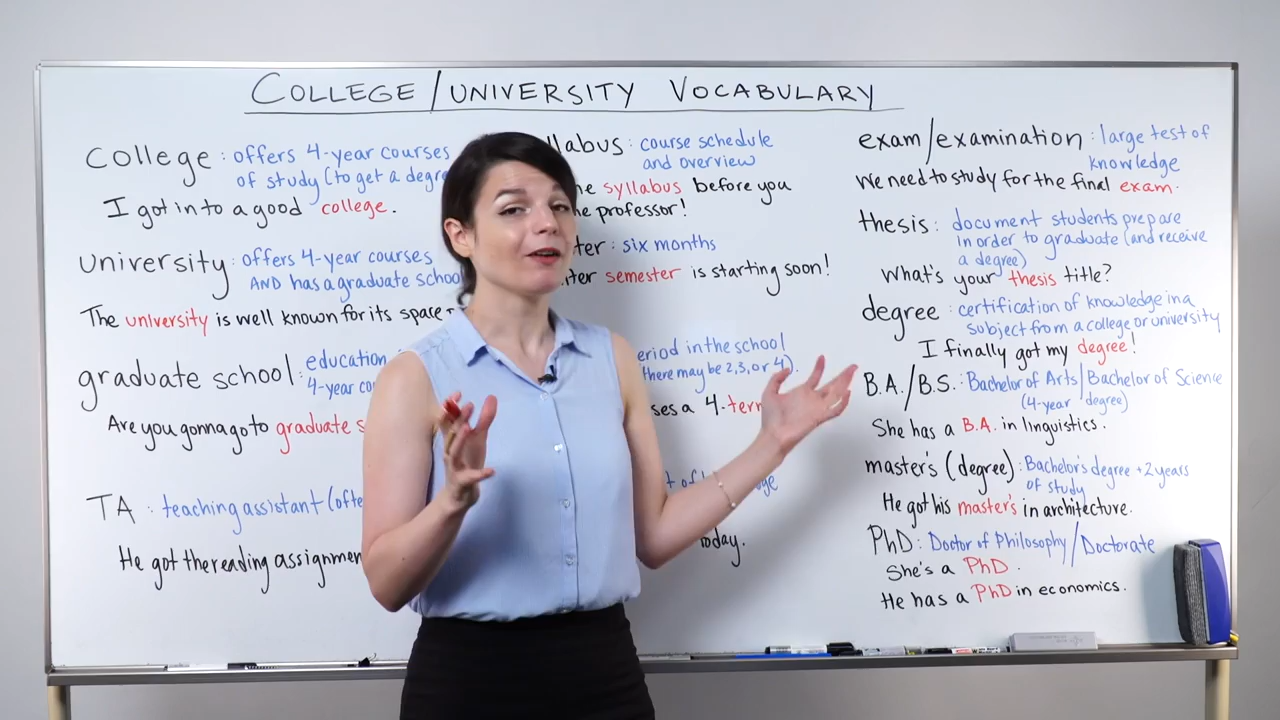 COLLEGE/UNIVERSITY VOCABULARY
college: offers 4-year courses
of study (to get a degre
I got in to a good college.
university: offers 4-year courses
AND has a graduate schoo
The university is well known for its space
graduate school: education
4-year co
Are you gonna go to graduate s
TA: teaching assistant (ofte
He got the reading assignmen
llabus: course schedule
and overview
he syllabus before you
he professor!
ter: six months
nter semester is starting soon!
eriod in the school
there may be 2, 3, or 4).
ses a 4-term
today.
exam/examination: large test of
knowledge
We need to study for the final exam.
thesis: document students prepare
in order to graduate (and receive
a degree)
What's your thesis title?
degree: certification of knowledge in a
subject from a college or university
I finally got my degree!
B.A./B.S.: Bachelor of Arts/Bachelor of Science
(4-year degree)
She has a B.A. in linguistics.
master's (degree): Bachelor's degree + 2 years
of study
He got his master's in architecture.
PhD: Doctor of Philosophy/Doctorate
She's a PhD.
He has a PhD in economics.